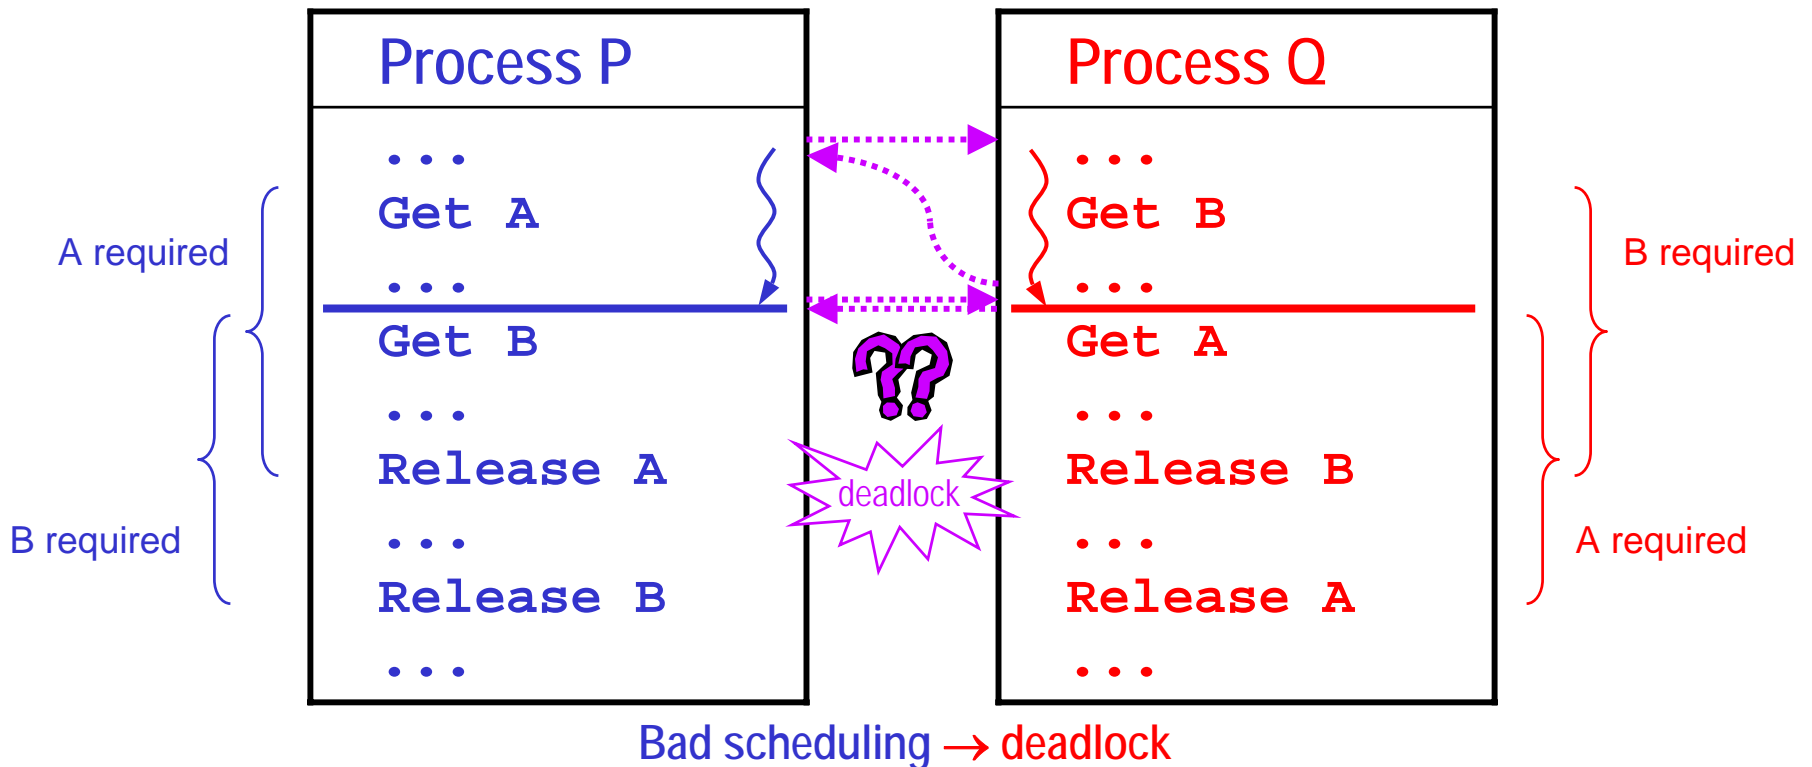 Process P
...
Get A
...
Get B
...
Release A
...
Release B
...
A required
B required
Process Q
...
Get B
...
Get A
...
Release B
...
Release A
...
B required
A required
??
deadlock
Bad scheduling → deadlock